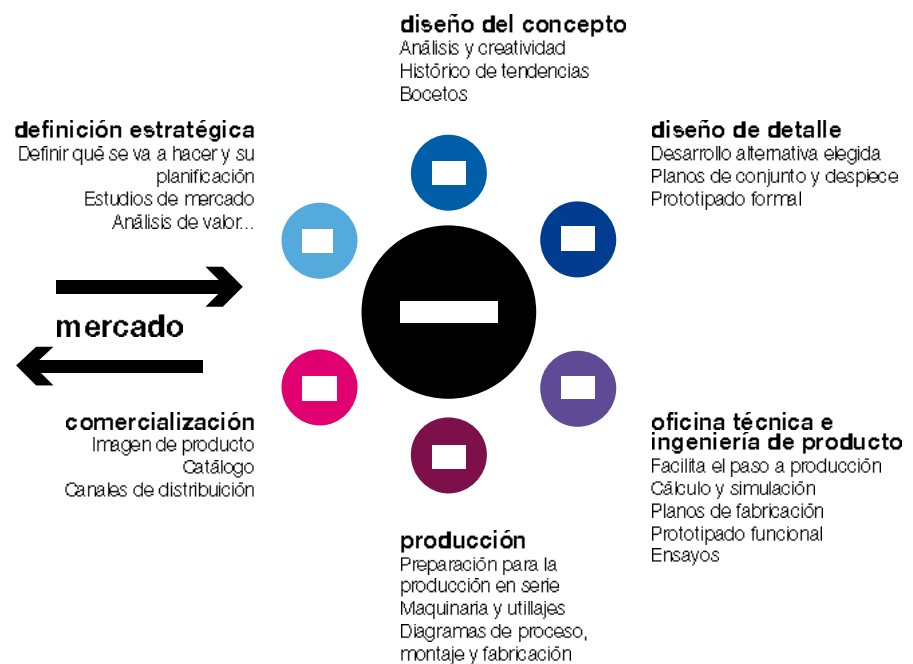 diseño del concepto
Análisis y creatividad
Histórico de tendencias
Bocetos
definición estratégica
Definir qué se va a hacer y su
planificación
Estudios de mercado
Análisis de valor...
diseño de detalle
Desarrollo alternativa elegida
Planos de conjunto y despiece
Prototipado formal
mercado
comercialización
Imagen de producto
Catálogo
Canales de distribuición
oficina técnica e
ingeniería de producto
Facilita el paso a producción
Cálculo y simulación
Planos de fabricación
Prototipado funcional
Ensayos
producción
Preparación para la
producción en serie
Maquinaria y utillajes
Diagramas de proceso,
montaje y fabricación